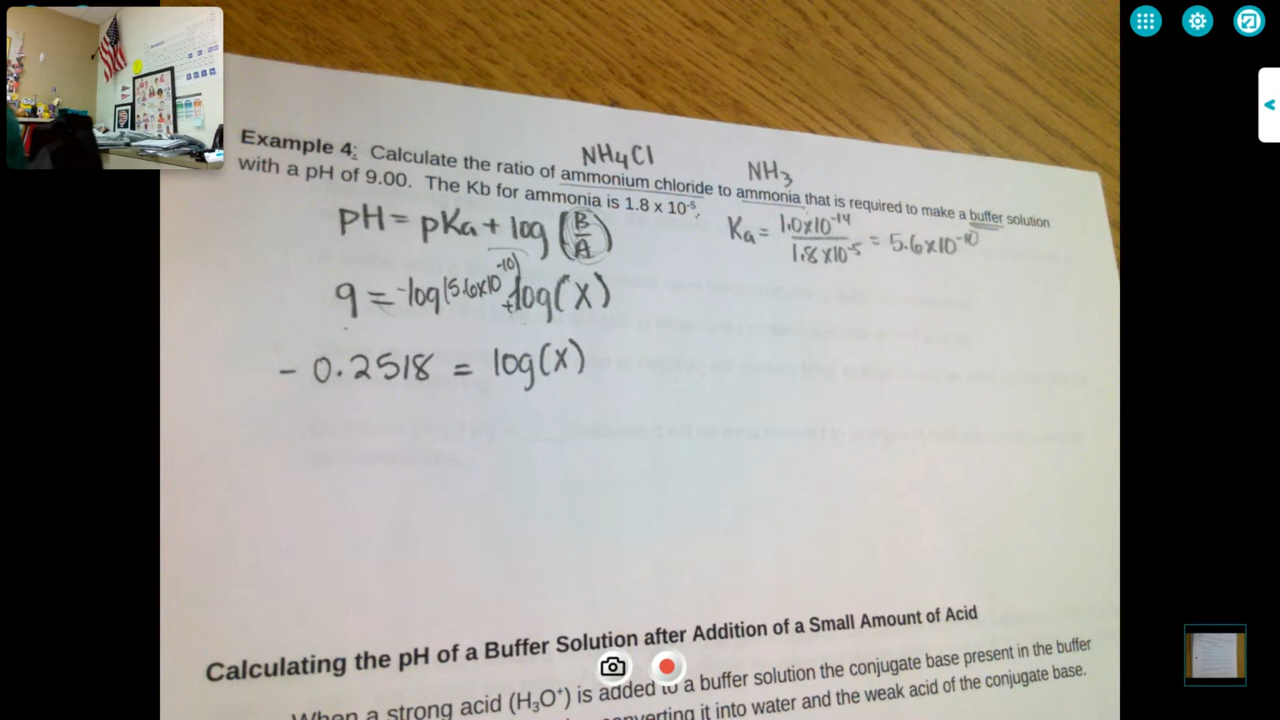 NH4Cl
NH3
Example 4: Calculate the ratio of ammonium chloride to ammonia that is required to make a buffer solution
with a pH of 9.00. The Kb for ammonia is 1.8 x 10⁻⁵.
pH = pKa + log (B/A)
Ka = 1.0x10⁻¹⁴ / 1.8x10⁻⁵ = 5.6x10⁻¹⁰
9 = -log(5.6x10⁻¹⁰) + log(x)
- 0.2518 = log(x)
Calculating the pH of a Buffer Solution after Addition of a Small Amount of Acid
When a strong acid (H₃O⁺) is added to a buffer solution the conjugate base present in the buffer
converting it into water and the weak acid of the conjugate base.